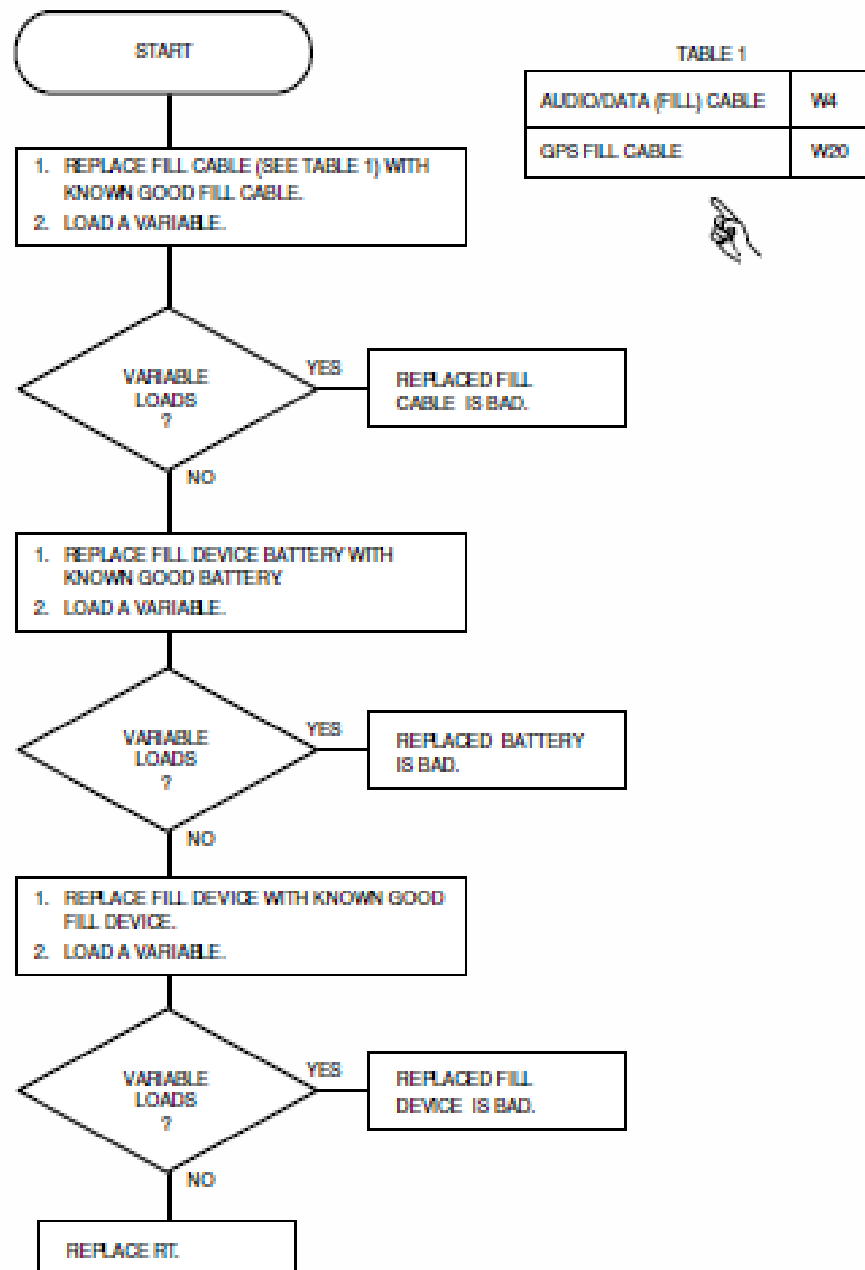 START
TABLE 1
AUDIO/DATA (FILL) CABLE W4
GPS FILL CABLE W20
1. REPLACE FILL CABLE (SEE TABLE 1) WITH
KNOWN GOOD FILL CABLE.
2. LOAD A VARIABLE.
VARIABLE
LOADS
?
YES
REPLACED FILL
CABLE IS BAD.
NO
1. REPLACE FILL DEVICE BATTERY WITH
KNOWN GOOD BATTERY.
2. LOAD A VARIABLE.
VARIABLE
LOADS
?
YES
REPLACED BATTERY
IS BAD.
NO
1. REPLACE FILL DEVICE WITH KNOWN GOOD
FILL DEVICE.
2. LOAD A VARIABLE.
VARIABLE
LOADS
?
YES
REPLACED FILL
DEVICE IS BAD.
NO
REPLACE RT.